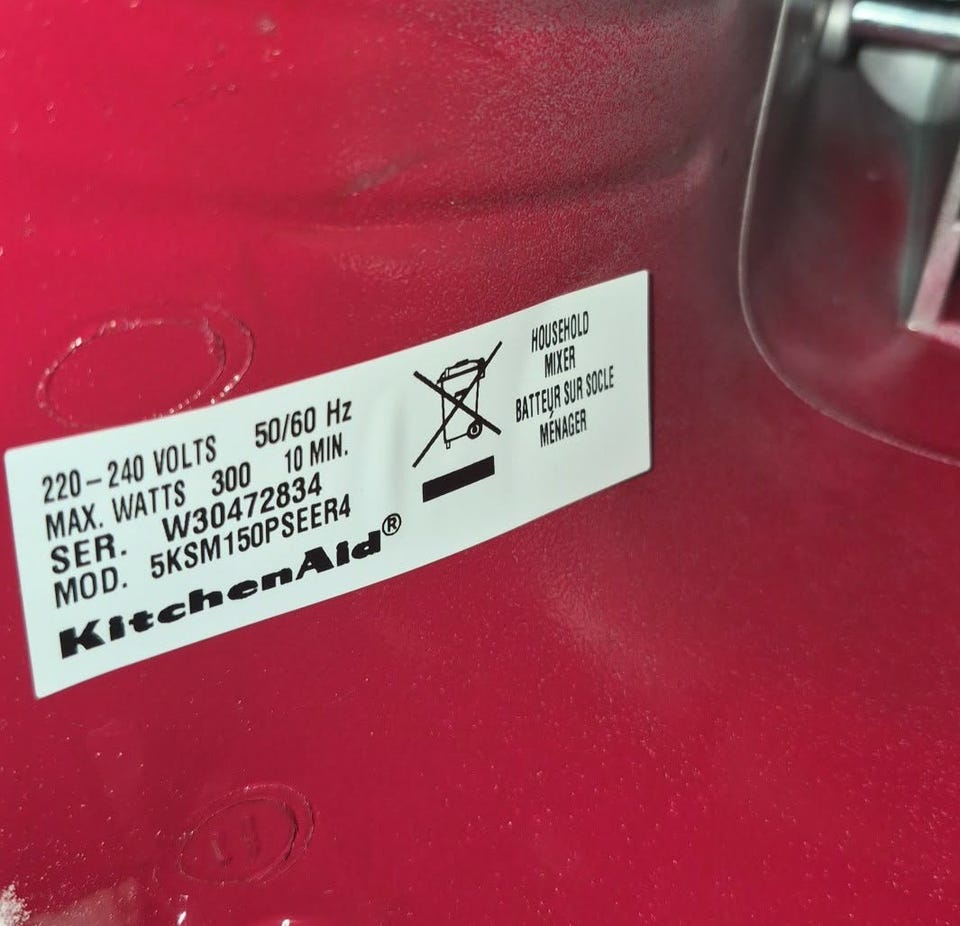 220-240 VOLTS 50/60 Hz
MAX. WATTS 300 10 MIN.
SER. W30472834
MOD. 5KSM150PSEER4
KitchenAid®
HOUSEHOLD
MIXER
BATTEUR SUR SOCLE
MÉNAGER